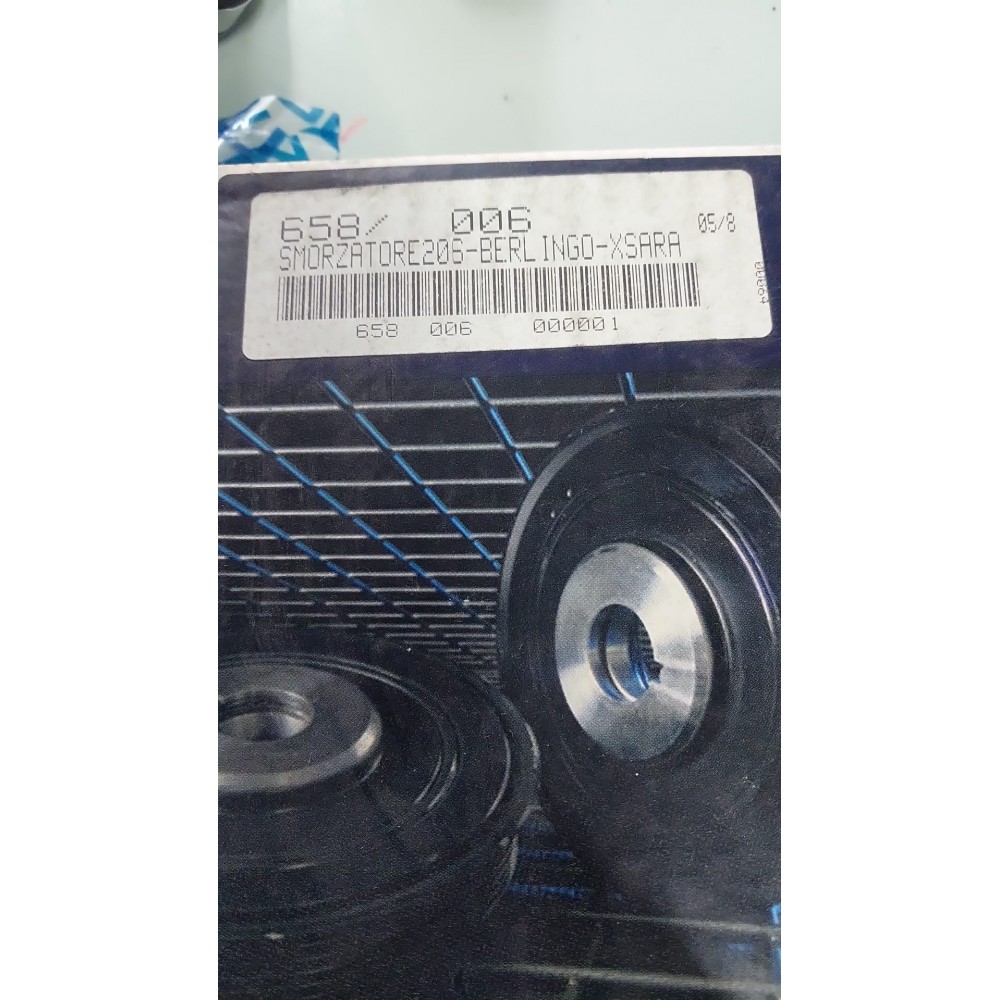 658/ 006 05/8
SMORZATORE206-BERLINGO-XSARA
658 006 000001